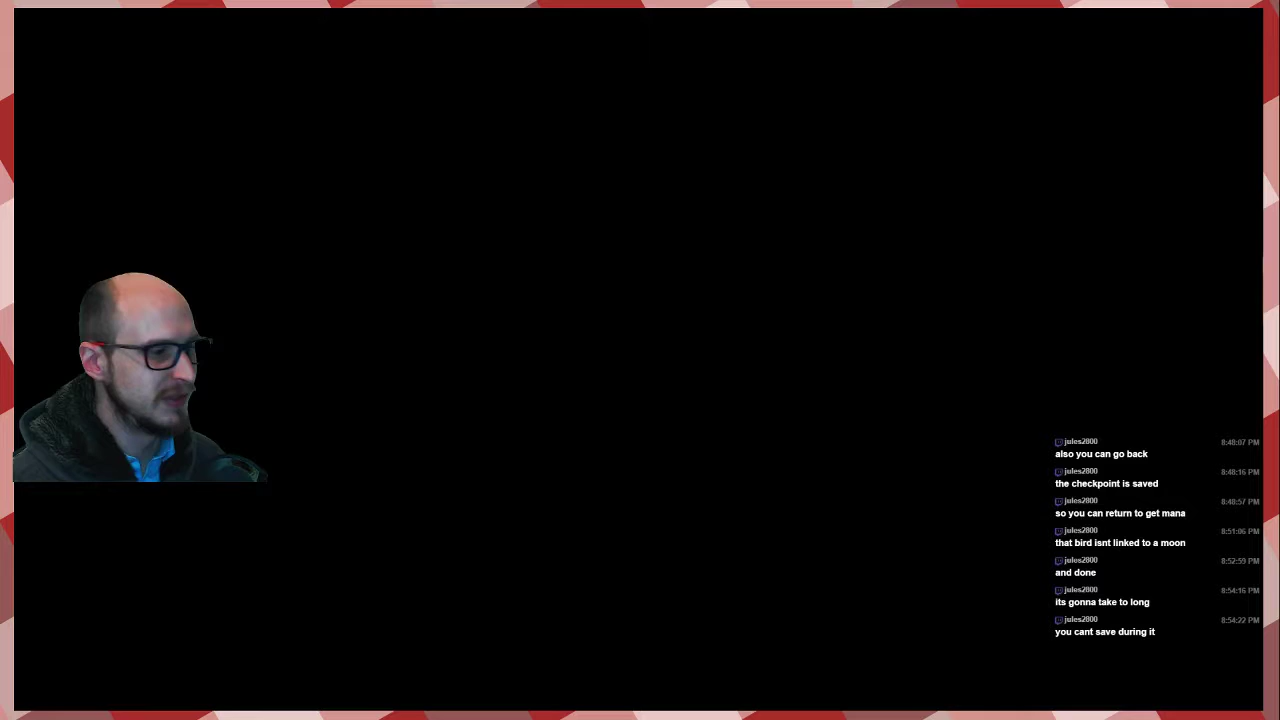 jules2800 8:48:07 PM
also you can go back
jules2800 8:48:16 PM
the checkpoint is saved
jules2800 8:48:57 PM
so you can return to get mana
jules2800 8:51:06 PM
that bird isnt linked to a moon
jules2800 8:52:59 PM
and done
jules2800 8:54:16 PM
its gonna take to long
jules2800 8:54:22 PM
you cant save during it